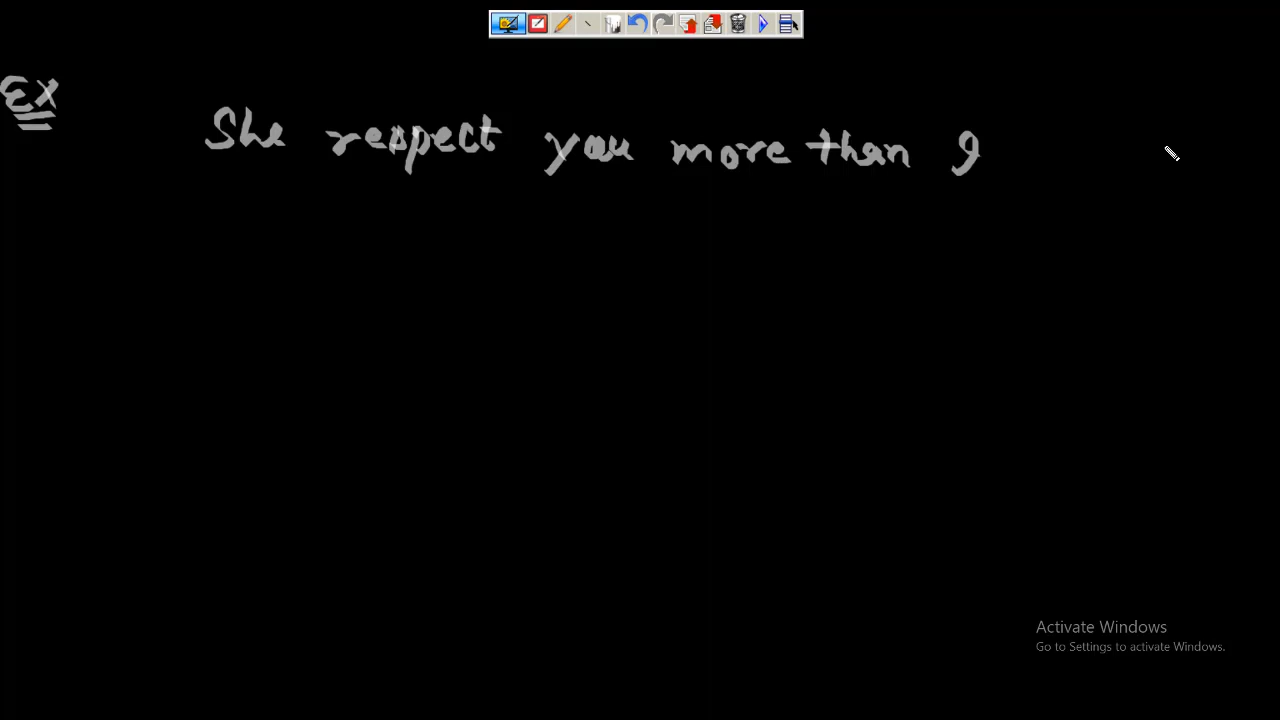 EX
She respect you more than I
Activate Windows
Go to Settings to activate Windows.